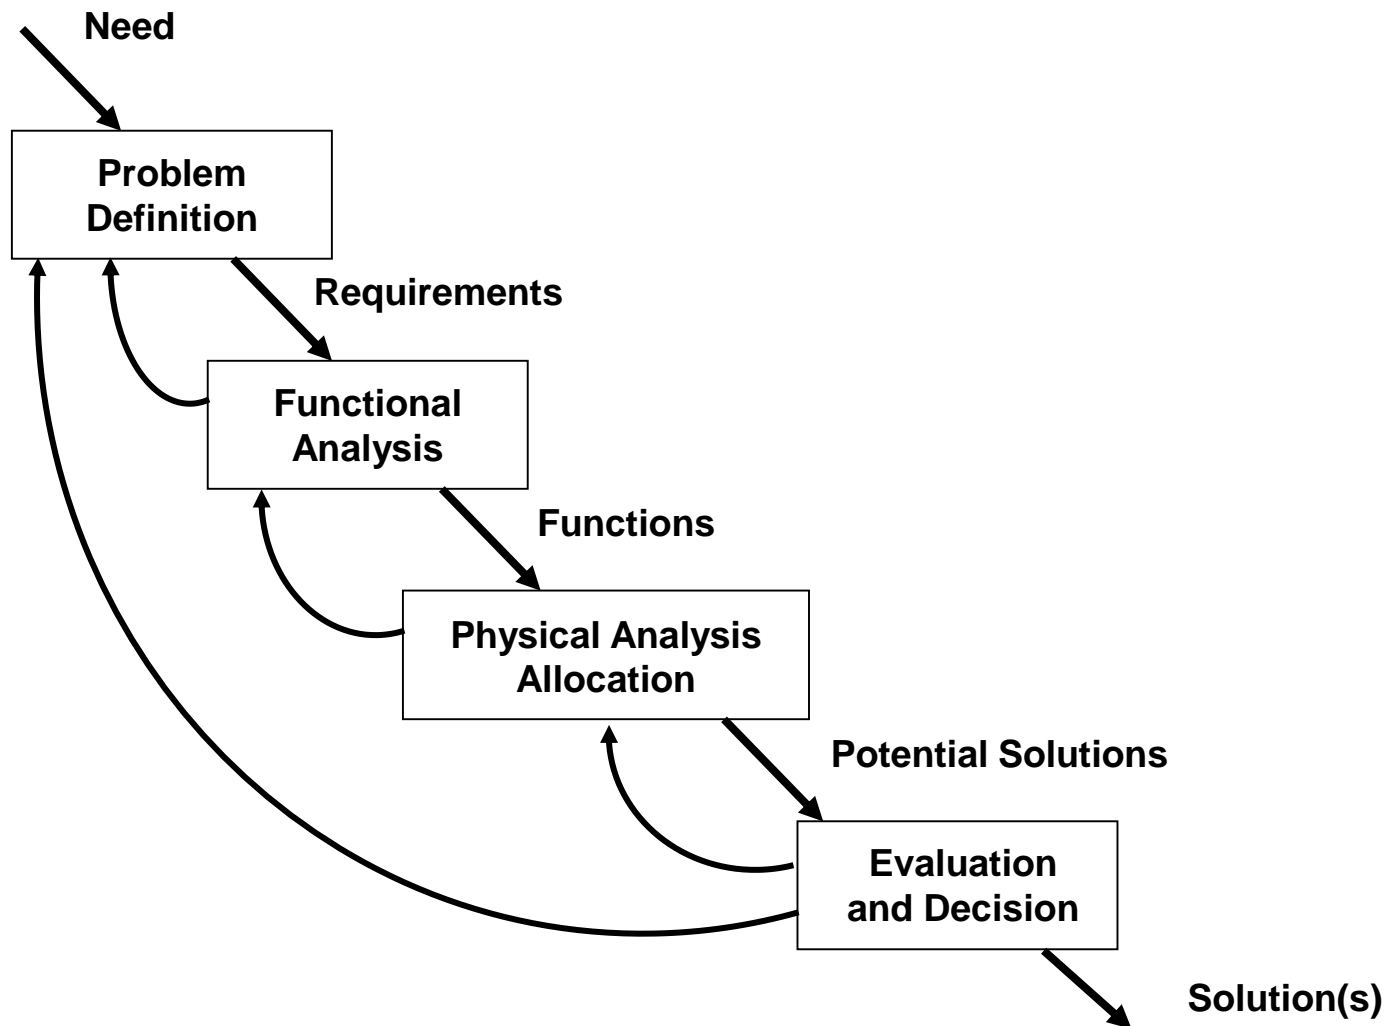 Need
Problem
Definition
Requirements
Functional
Analysis
Functions
Physical Analysis
Allocation
Potential Solutions
Evaluation
and Decision
Solution(s)